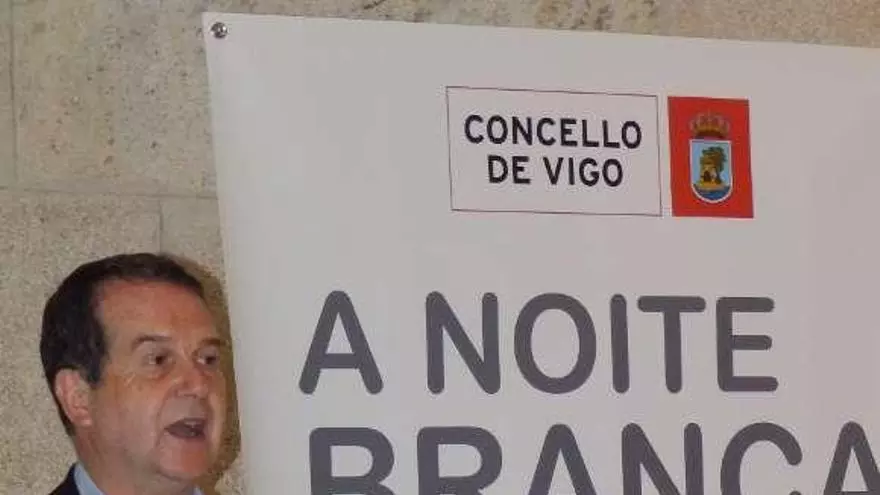 CONCELLO
DE VIGO
A NOITE
BRANCA